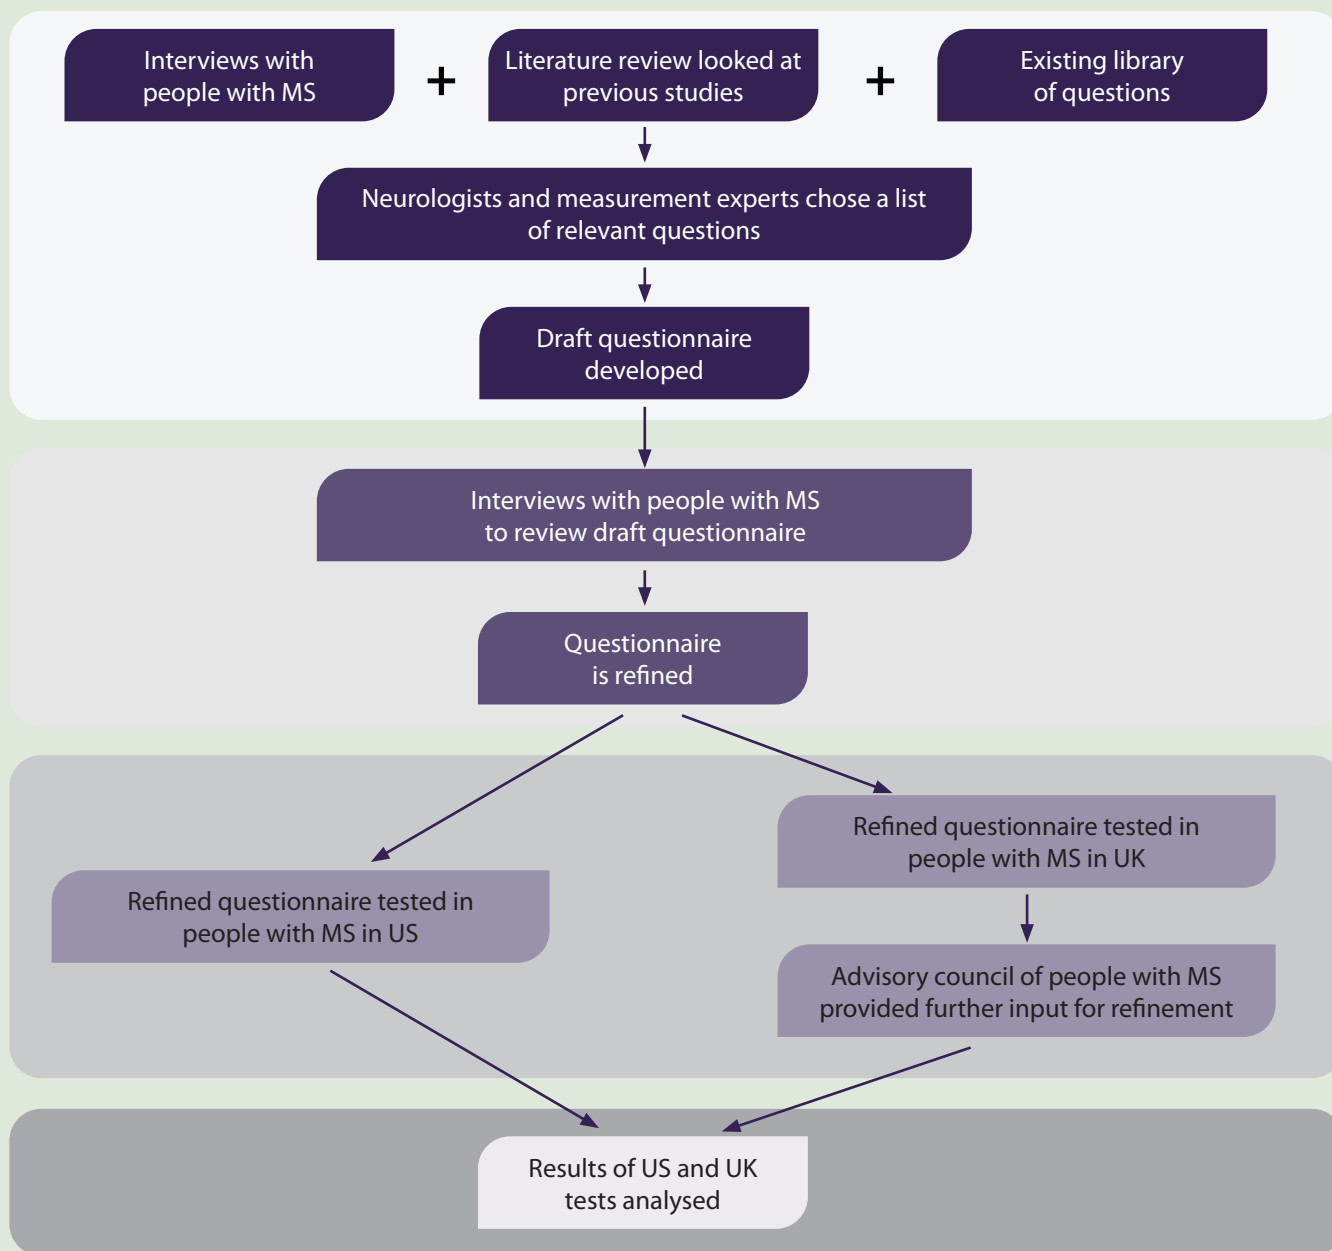 Interviews with
people with MS
+
Literature review looked at
previous studies
+
Existing library
of questions
Neurologists and measurement experts chose a list
of relevant questions
Draft questionnaire
developed
Interviews with people with MS
to review draft questionnaire
Questionnaire
is refined
Refined questionnaire tested in
people with MS in UK
Refined questionnaire tested in
people with MS in US
Advisory council of people with MS
provided further input for refinement
Results of US and UK
tests analysed